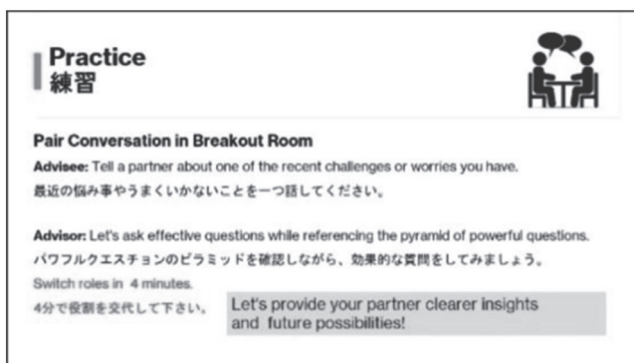 Practice
練習
Pair Conversation in Breakout Room
Advisee: Tell a partner about one of the recent challenges or worries you have.
最近の悩み事やうまくいかないことを一つ話してください。
Advisor: Let's ask effective questions while referencing the pyramid of powerful questions.
パワフルクエスチョンのピラミッドを確認しながら、効果的な質問をしてみましょう。
Switch roles in 4 minutes.
4分で役割を交代して下さい。
Let's provide your partner clearer insights
and future possibilities!